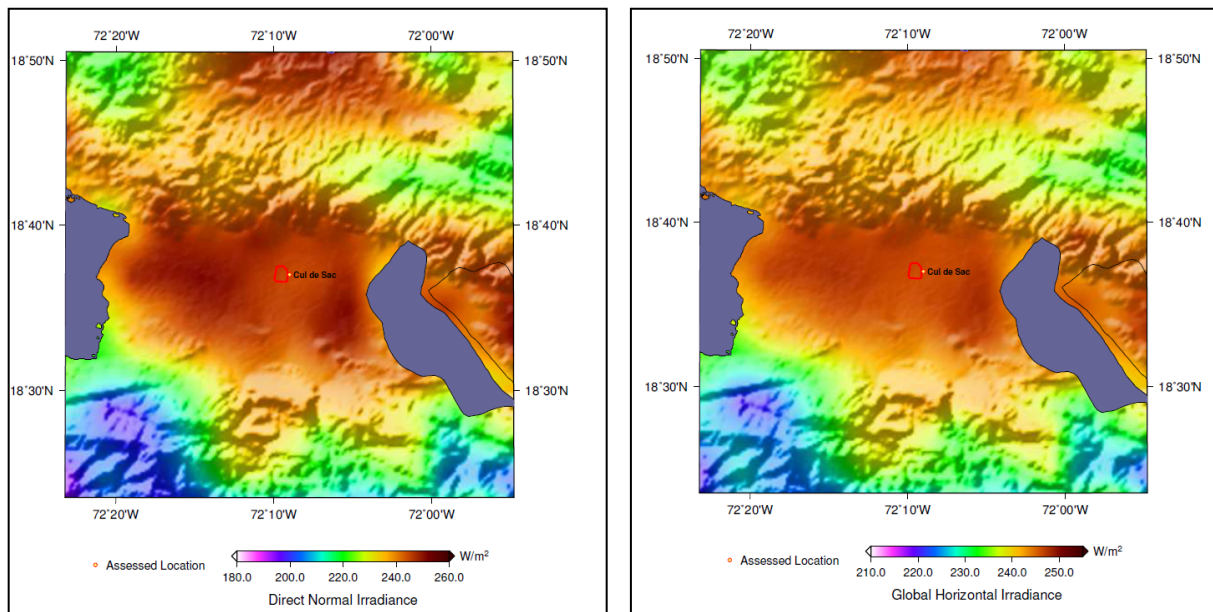 72°20'W 72°10'W 72°00'W
18°50'N 18°50'N
18°40'N 18°40'N
Cul de Sac
18°30'N 18°30'N
72°20'W 72°10'W 72°00'W
W/m²
Assessed Location
180.0 200.0 220.0 240.0 260.0
Direct Normal Irradiance
72°20'W 72°10'W 72°00'W
18°50'N 18°50'N
18°40'N 18°40'N
Cul de Sac
18°30'N 18°30'N
72°20'W 72°10'W 72°00'W
W/m²
Assessed Location
210.0 220.0 230.0 240.0 250.0
Global Horizontal Irradiance